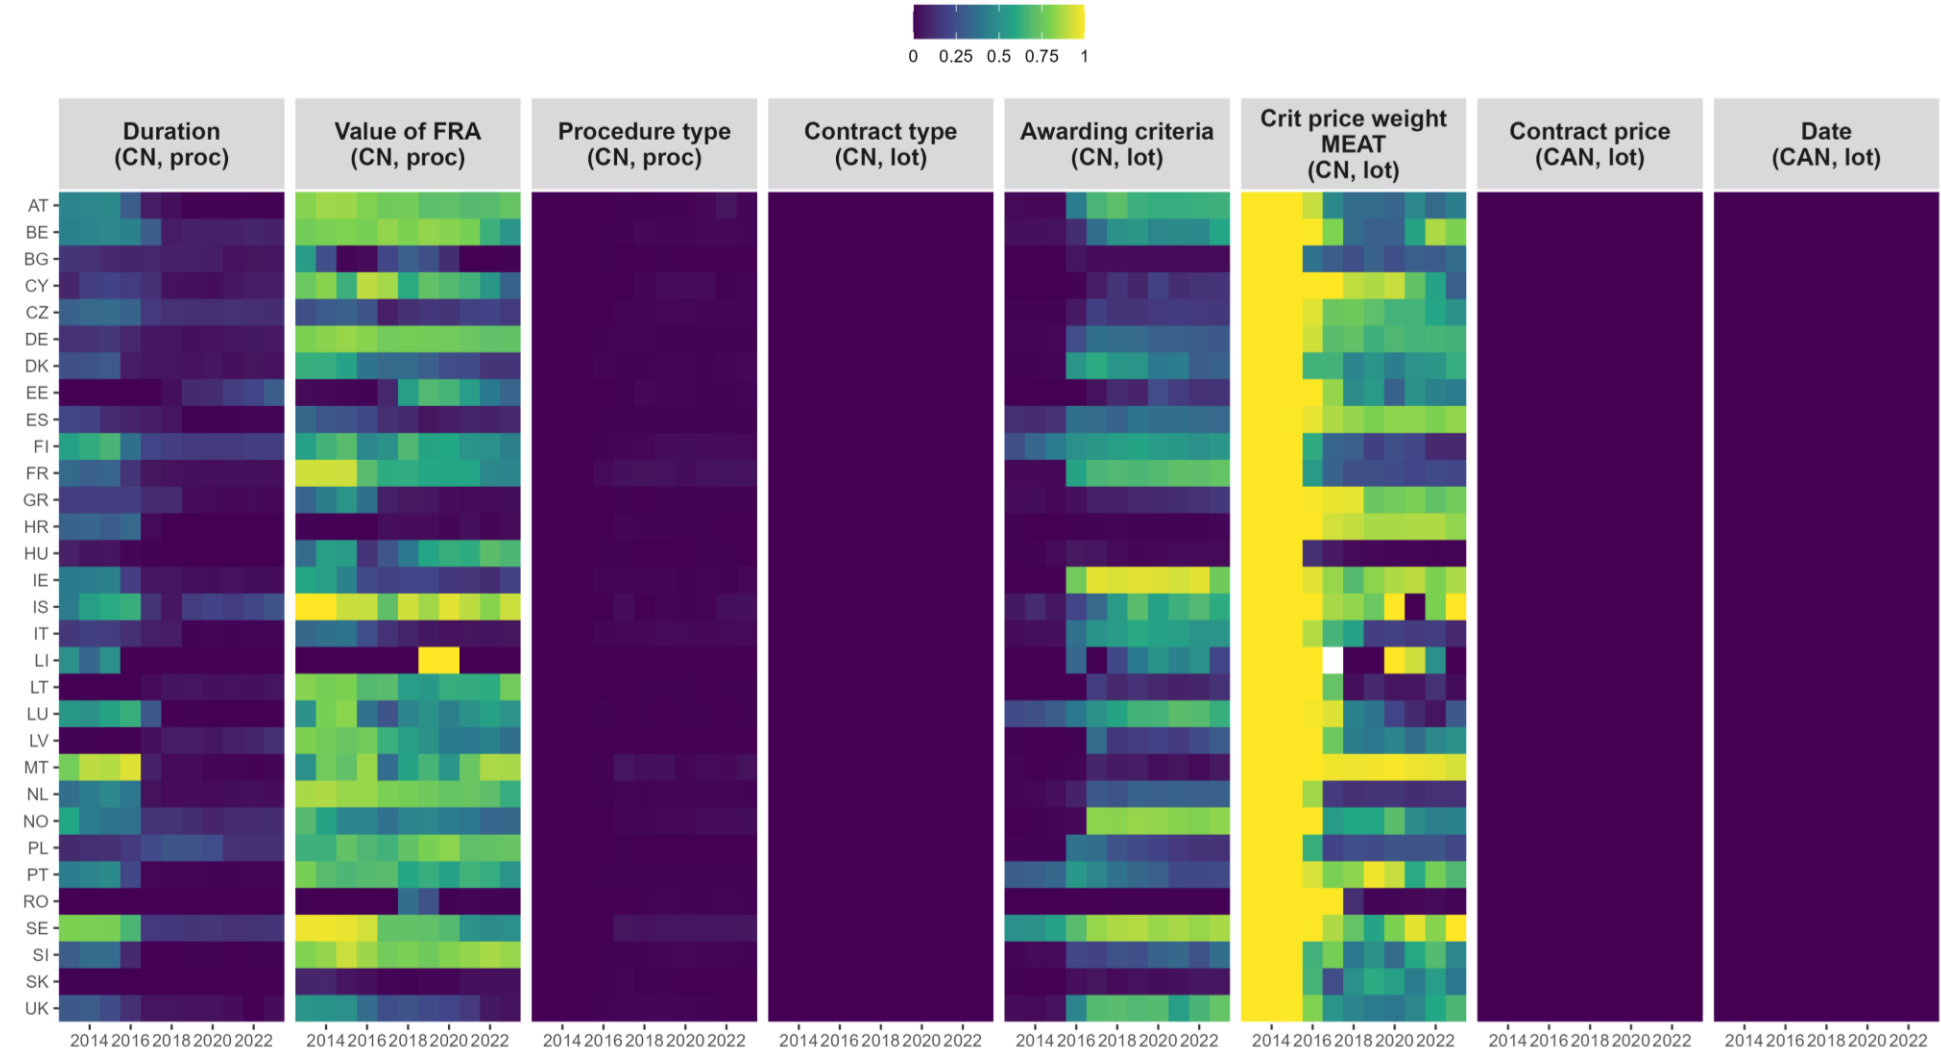 0 0.25 0.5 0.75 1
Duration
(CN, proc)
Value of FRA
(CN, proc)
Procedure type
(CN, proc)
Contract type
(CN, lot)
Awarding criteria
(CN, lot)
Crit price weight
MEAT
(CN, lot)
Contract price
(CAN, lot)
Date
(CAN, lot)
AT
BE
BG
CY
CZ
DE
DK
EE
ES
FI
FR
GR
HR
HU
IE
IS
IT
LI
LT
LU
LV
MT
NL
NO
PL
PT
RO
SE
SI
SK
UK
2014 2016 2018 2020 2022
2014 2016 2018 2020 2022
2014 2016 2018 2020 2022
2014 2016 2018 2020 2022
2014 2016 2018 2020 2022
2014 2016 2018 2020 2022
2014 2016 2018 2020 2022
2014 2016 2018 2020 2022